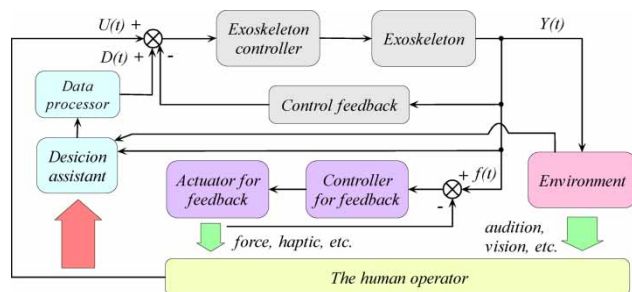 U(t) +
Exoskeleton
controller
Exoskeleton
Y(t)
D(t) +
-
Data
processor
Control feedback
Desicion
assistant
Actuator for
feedback
Controller
for feedback
+ f(t)
-
Environment
force, haptic, etc.
audition,
vision, etc.
The human operator